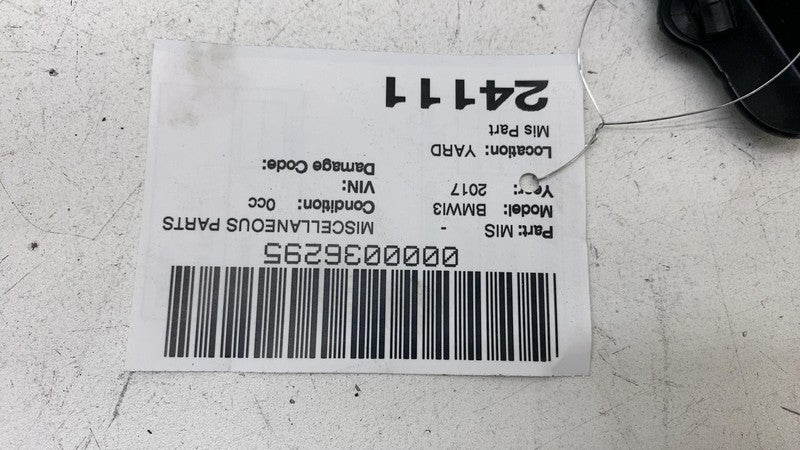 0000036295
Part: MIS - MISCELLANEOUS PARTS
Model: BMWI3 Condition: 0cc
Year: 2017 VIN:
Damage Code:
Location: YARD
Mis Part
24111